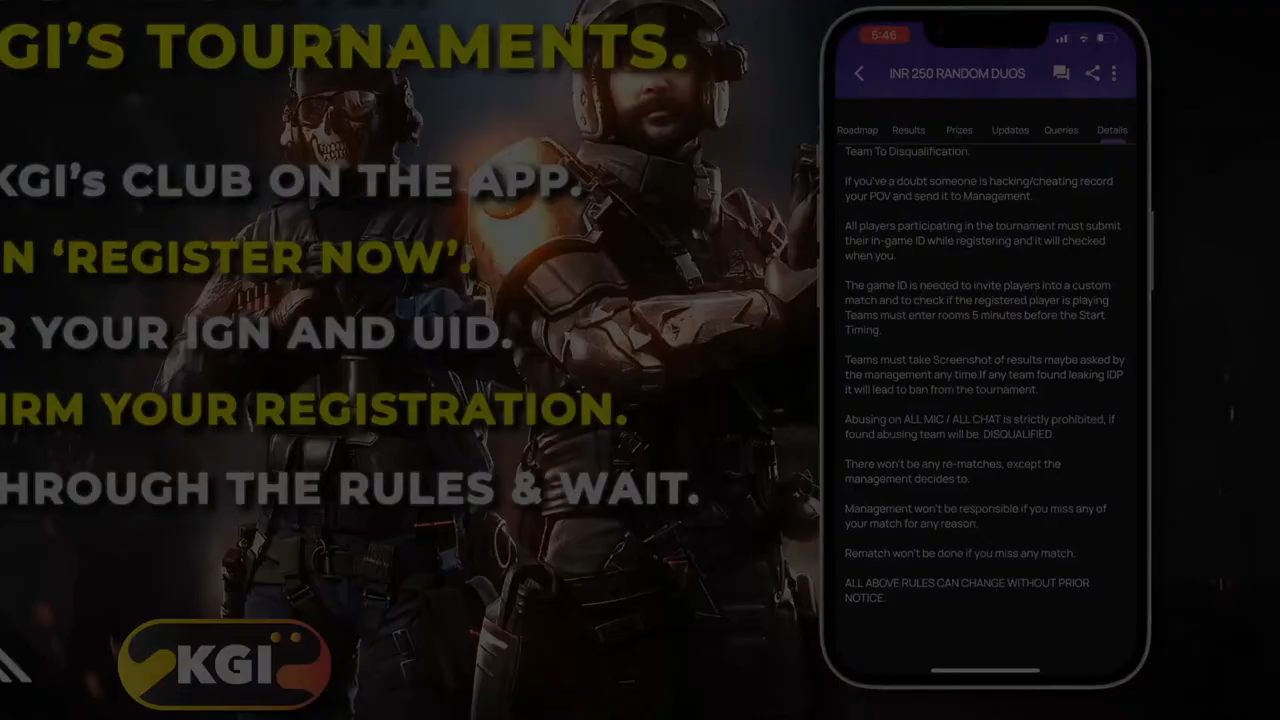 GI'S TOURNAMENTS.
KGI's CLUB ON THE APP.
N 'REGISTER NOW'.
R YOUR IGN AND UID.
IRM YOUR REGISTRATION.
HROUGH THE RULES & WAIT.
KGI
5:46
INR 250 RANDOM DUOS
Roadmap Results Prizes Updates Queries Details
Team To Disqualification.
If you've a doubt someone is hacking/cheating record
your POV and send it to Management.
All players participating in the tournament must submit
their in-game ID while registering and it will checked
when you.
The game ID is needed to invite players into a custom
match and to check if the registered player is playing
Teams must enter rooms 5 minutes before the Start
Timing.
Teams must take Screenshot of results maybe asked by
the management any time.If any team found leaking IDP
it will lead to ban from the tournament.
Abusing on ALL MIC / ALL CHAT is strictly prohibited, if
found abusing team will be DISQUALIFIED
There won't be any re-matches, except the
management decides to.
Management won't be responsible if you miss any of
your match for any reason.
Rematch won't be done if you miss any match.
ALL ABOVE RULES CAN CHANGE WITHOUT PRIOR
NOTICE.